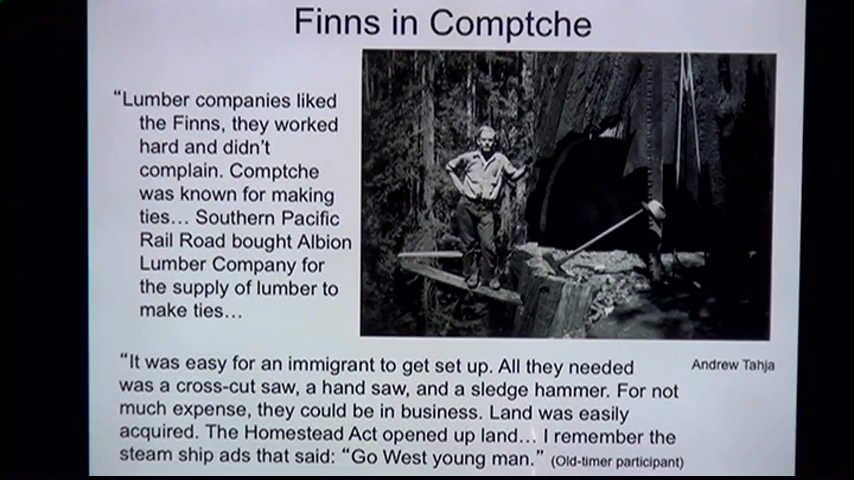 Finns in Comptche
“Lumber companies liked
the Finns, they worked
hard and didn’t
complain. Comptche
was known for making
ties… Southern Pacific
Rail Road bought Albion
Lumber Company for
the supply of lumber to
make ties…
Andrew Tahja
“It was easy for an immigrant to get set up. All they needed
was a cross-cut saw, a hand saw, and a sledge hammer. For not
much expense, they could be in business. Land was easily
acquired. The Homestead Act opened up land… I remember the
steam ship ads that said: “Go West young man.” (Old-timer participant)